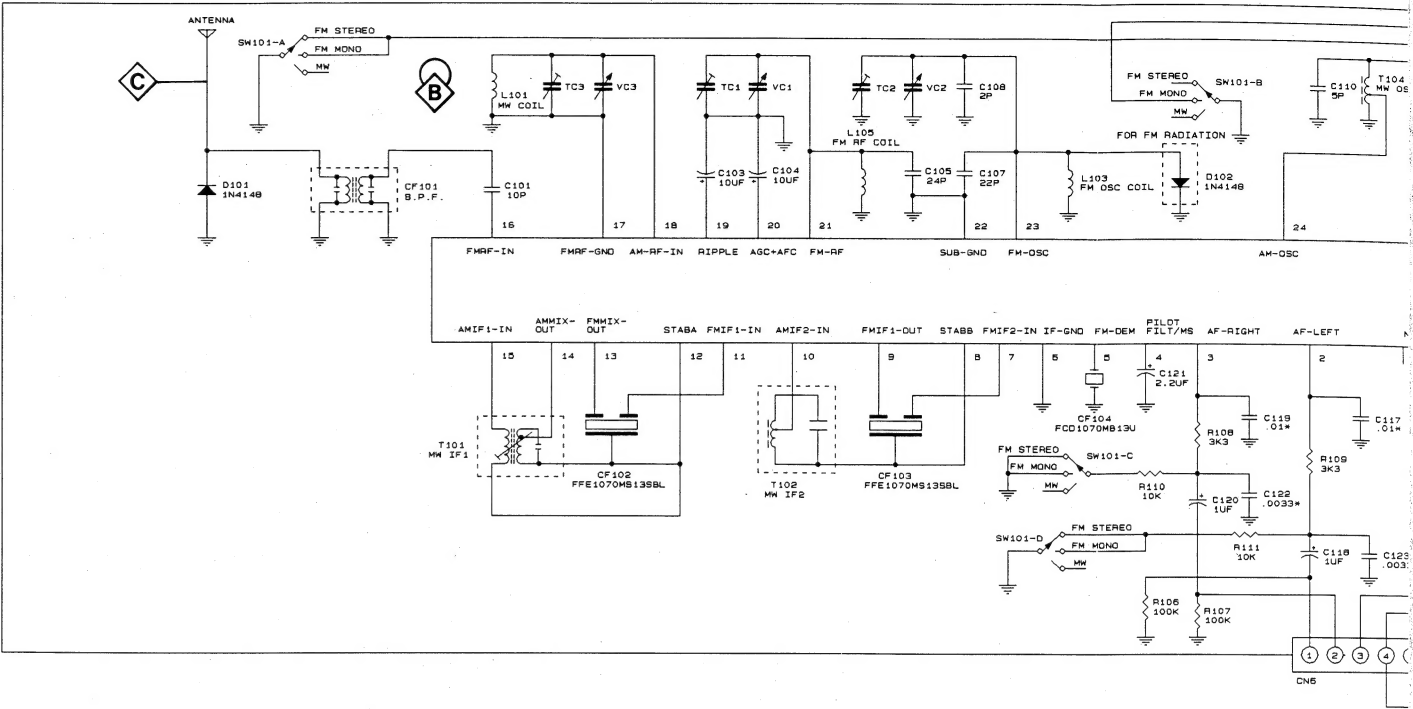 ANTENNA
SW101-A
FM STEREO
FM MONO
MW
C
B
L101
MW COIL
TC3
VC3
TC1
VC1
TC2
VC2
C108
2P
FM STEREO
FM MONO
MW
SW101-B
C110
5P
T104
MW OS
FOR FM RADIATION
D101
1N4148
CF101
B.P.F.
C101
10P
C103
10UF
C104
10UF
L105
FM RF COIL
C105
24P
C107
22P
L103
FM OSC COIL
D102
1N4148
16
17
18
19
20
21
22
23
24
FMRF-IN
FMRF-GND
AM-RF-IN
RIPPLE
AGC+AFC
FM-RF
SUB-GND
FM-OSC
AM-OSC
AMIF1-IN
AMMIX-
OUT
FMMIX-
OUT
STABA
FMIF1-IN
AMIF2-IN
FMIF1-OUT
STABB
FMIF2-IN
IF-GND
FM-DEM
PILOT
FILT/MS
AF-RIGHT
AF-LEFT
15
14
13
12
11
10
9
8
7
6
5
4
3
2
T101
MW IF1
CF102
FFE1070MS13SBL
T102
MW IF2
CF103
FFE1070MS13SBL
CF104
FCD1070MB13U
C121
2.2UF
R108
3K3
C119
.01*
R109
3K3
C117
.01*
FM STEREO
FM MONO
MW
SW101-C
R110
10K
C120
1UF
C122
.0033*
SW101-D
FM STEREO
FM MONO
MW
R111
10K
C118
1UF
C123
.003
R106
100K
R107
100K
1
2
3
4
CN6